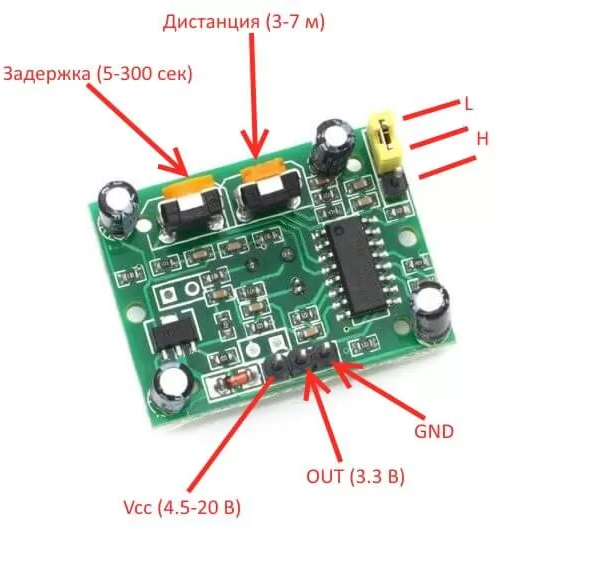 Дистанция (3-7 м)
Задержка (5-300 сек)
L
H
GND
OUT (3.3 В)
Vcc (4.5-20 В)